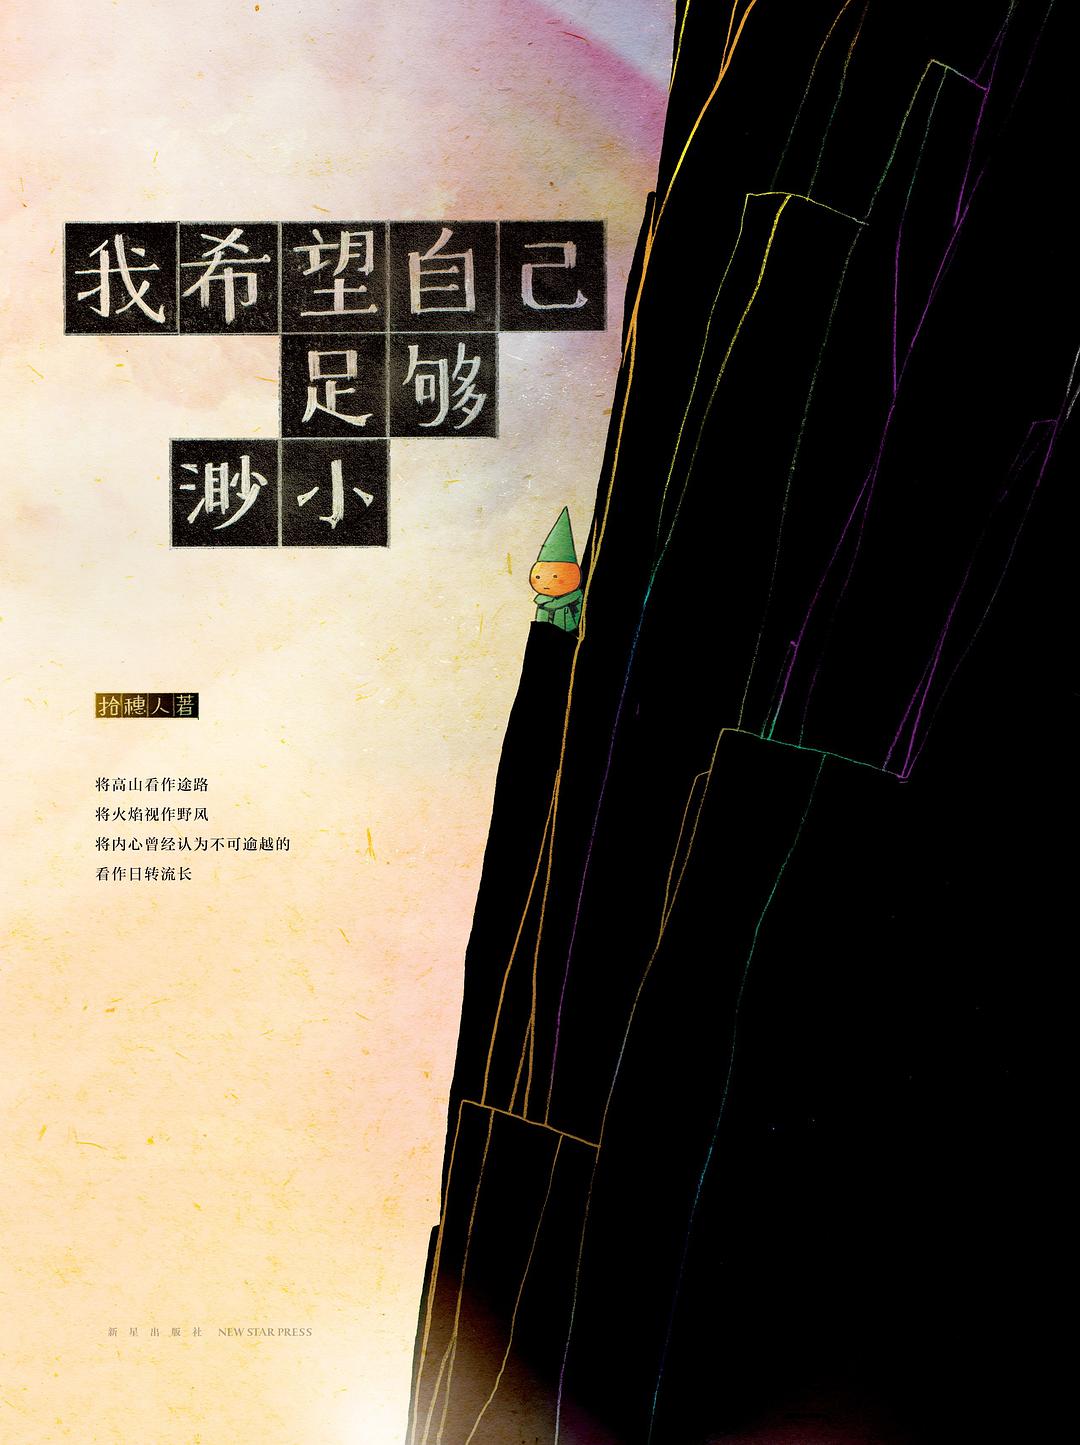 我希望自己
足够
渺小
拾穗人著
将高山看作途路
将火焰视作野风
将内心曾经认为不可逾越的
看作日转流长
新星出版社 NEW STAR PRESS